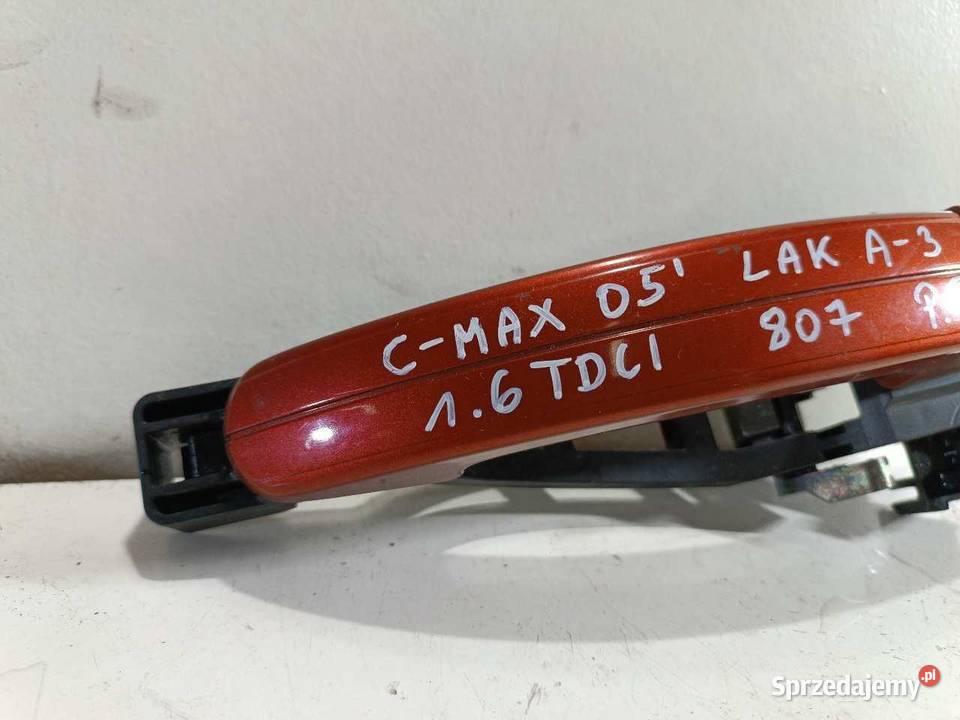 C-MAX 05' LAK A-3
1.6 TDCI 807
Sprzedajemy.pl